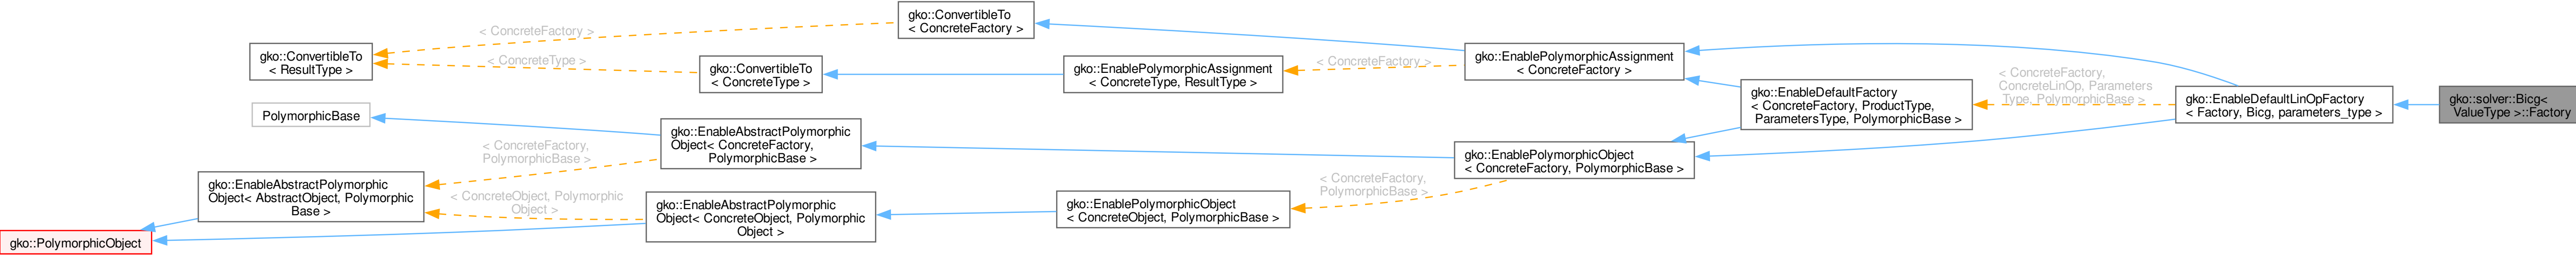 gko::ConvertibleTo
< ConcreteFactory >
< ConcreteFactory >
gko::ConvertibleTo
< ResultType >
< ConcreteType >
gko::ConvertibleTo
< ConcreteType >
gko::EnablePolymorphicAssignment
< ConcreteType, ResultType >
< ConcreteFactory >
gko::EnablePolymorphicAssignment
< ConcreteFactory >
PolymorphicBase
gko::EnableAbstractPolymorphic
Object< ConcreteFactory,
PolymorphicBase >
< ConcreteFactory,
PolymorphicBase >
gko::EnableDefaultFactory
< ConcreteFactory, ProductType,
ParametersType, PolymorphicBase >
< ConcreteFactory,
ConcreteLinOp, Parameters
Type, PolymorphicBase >
gko::EnableDefaultLinOpFactory
< Factory, Bicg, parameters_type >
gko::solver::Bicg<
ValueType >::Factory
gko::EnablePolymorphicObject
< ConcreteFactory, PolymorphicBase >
gko::EnableAbstractPolymorphic
Object< AbstractObject, Polymorphic
Base >
< ConcreteObject, Polymorphic
Object >
gko::EnableAbstractPolymorphic
Object< ConcreteObject, Polymorphic
Object >
gko::EnablePolymorphicObject
< ConcreteObject, PolymorphicBase >
< ConcreteFactory,
PolymorphicBase >
gko::PolymorphicObject